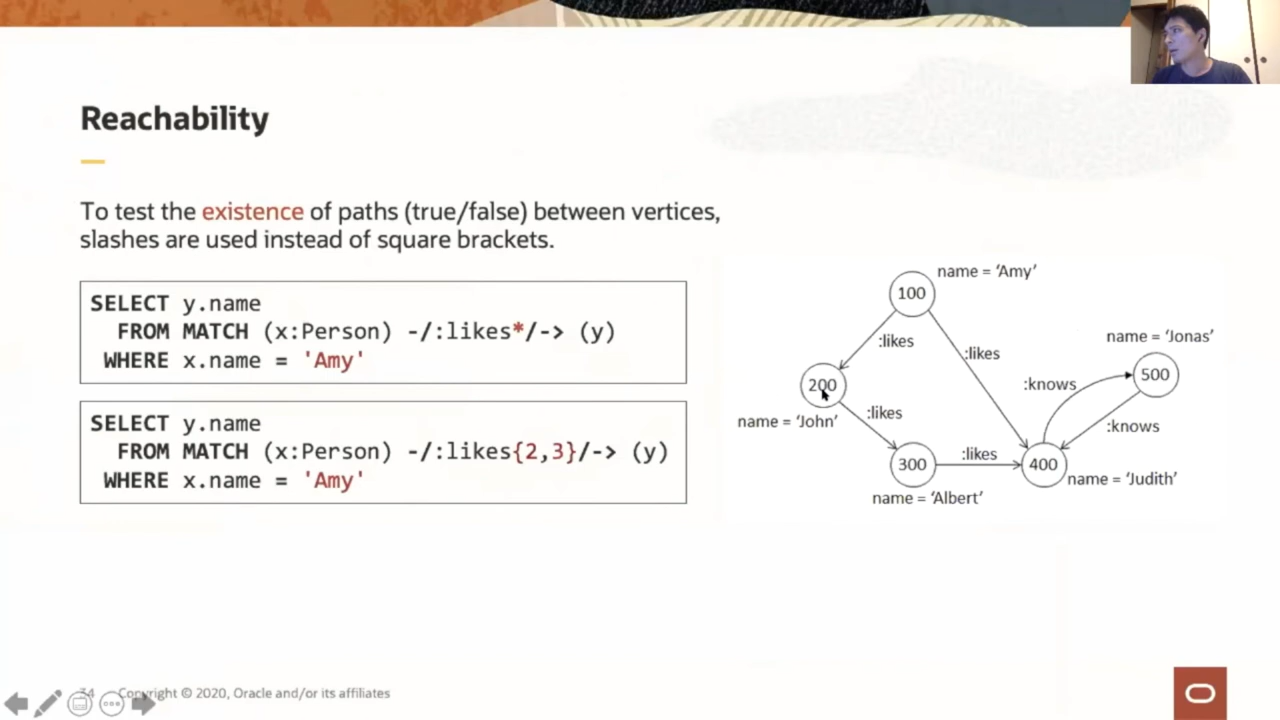 Reachability
To test the existence of paths (true/false) between vertices,
slashes are used instead of square brackets.
SELECT y.name
FROM MATCH (x:Person) -/:likes*/-> (y)
WHERE x.name = 'Amy'
SELECT y.name
FROM MATCH (x:Person) -/:likes{2,3}/-> (y)
WHERE x.name = 'Amy'
name = ‘Amy’
100
:likes
:likes
name = ‘Jonas’
:knows
500
200
:likes
name = ‘John’
:knows
:likes
300
400
name = ‘Judith’
name = ‘Albert’
34 Copyright © 2020, Oracle and/or its affiliates